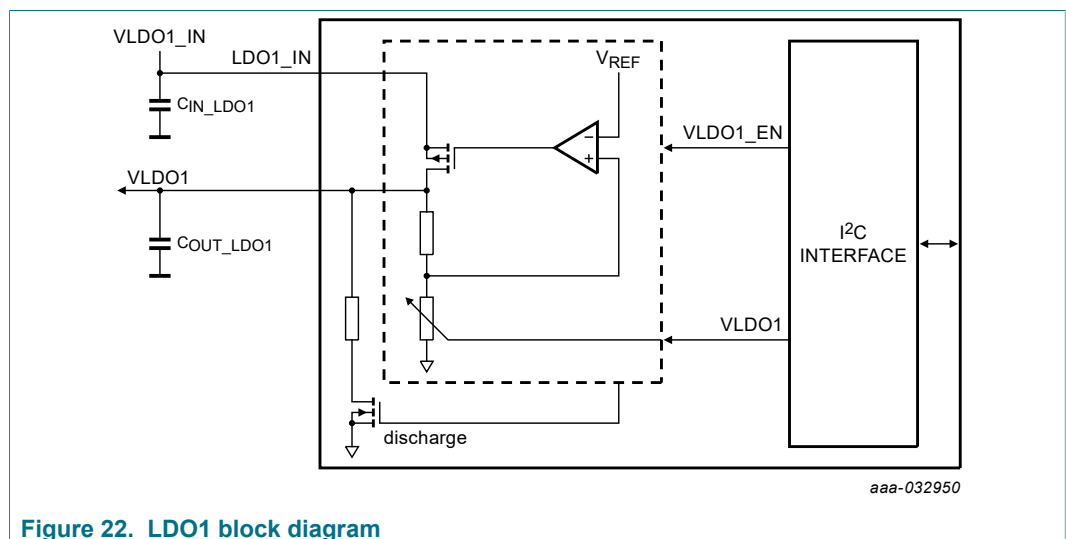 VLDO1_IN
LDO1_IN
VREF
CIN_LDO1
−
+
VLDO1_EN
VLDO1
COUT_LDO1
I2C
INTERFACE
VLDO1
discharge
aaa-032950
Figure 22. LDO1 block diagram